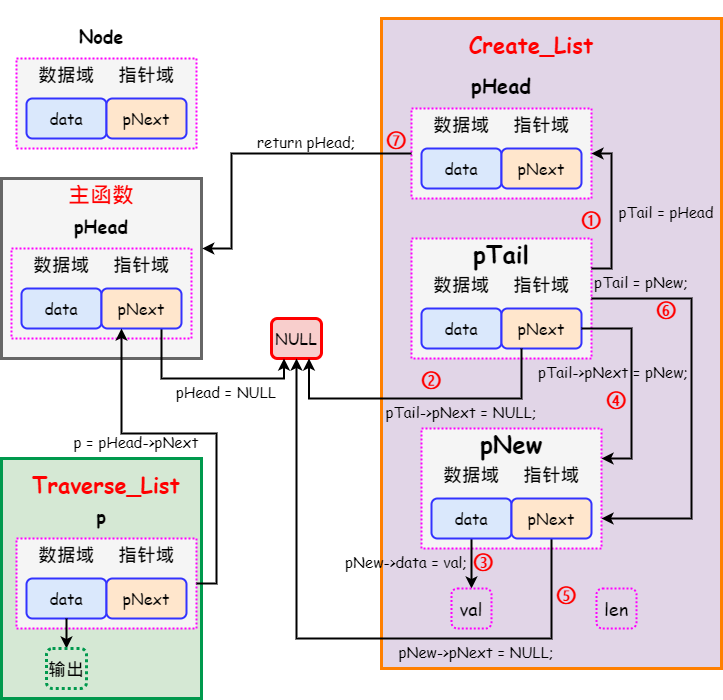 Node
数据域 指针域
data pNext
Create_List
pHead
数据域 指针域
data pNext
⑦
return pHead;
①
pTail = pHead
主函数
pHead
数据域 指针域
data pNext
pTail
数据域 指针域
data pNext
pTail = pNew;
⑥
NULL
②
pTail->pNext = NULL;
pTail->pNext = pNew;
④
pHead = NULL
p = pHead->pNext
pNew
数据域 指针域
data pNext
pNew->data = val;
③
val
len
⑤
pNew->pNext = NULL;
Traverse_List
p
数据域 指针域
data pNext
输出